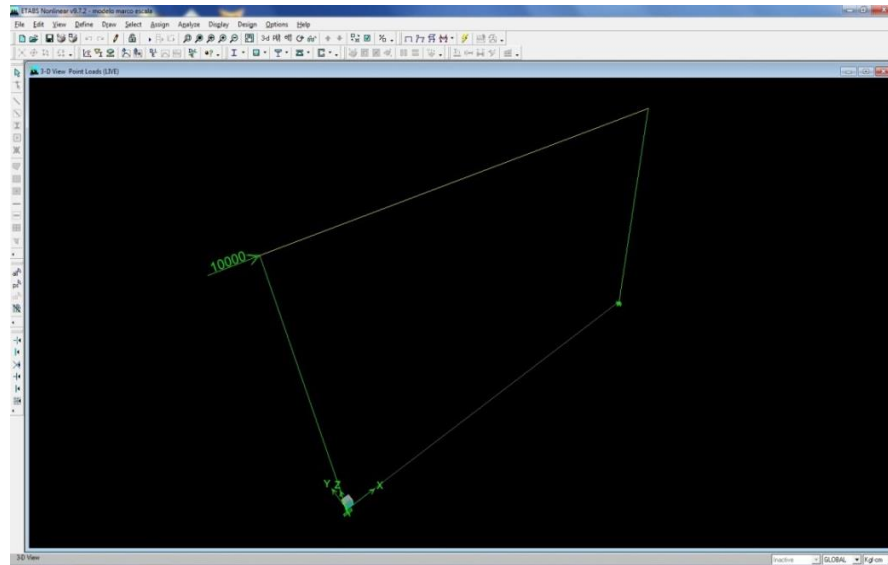 ETABS Nonlinear v9.7.2 - modelo marco escala
File Edit View Define Draw Select Assign Analyze Display Design Options Help
3-D View Point Loads (LIVE)
10000
Y Z X
3-D View
Inactive GLOBAL Kgf-cm